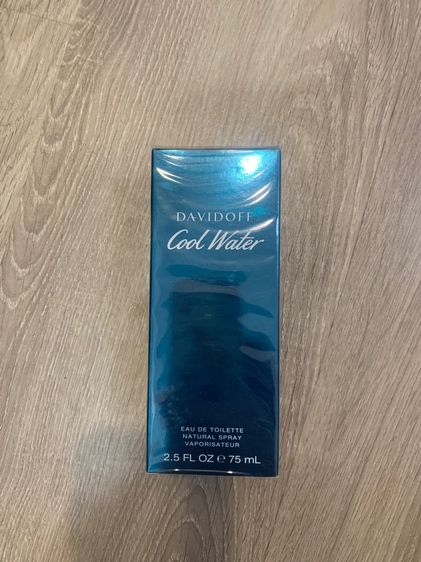 DAVIDOFF
Cool Water
EAU DE TOILETTE
NATURAL SPRAY
VAPORISATEUR
2.5 FL OZ ℮ 75 mL